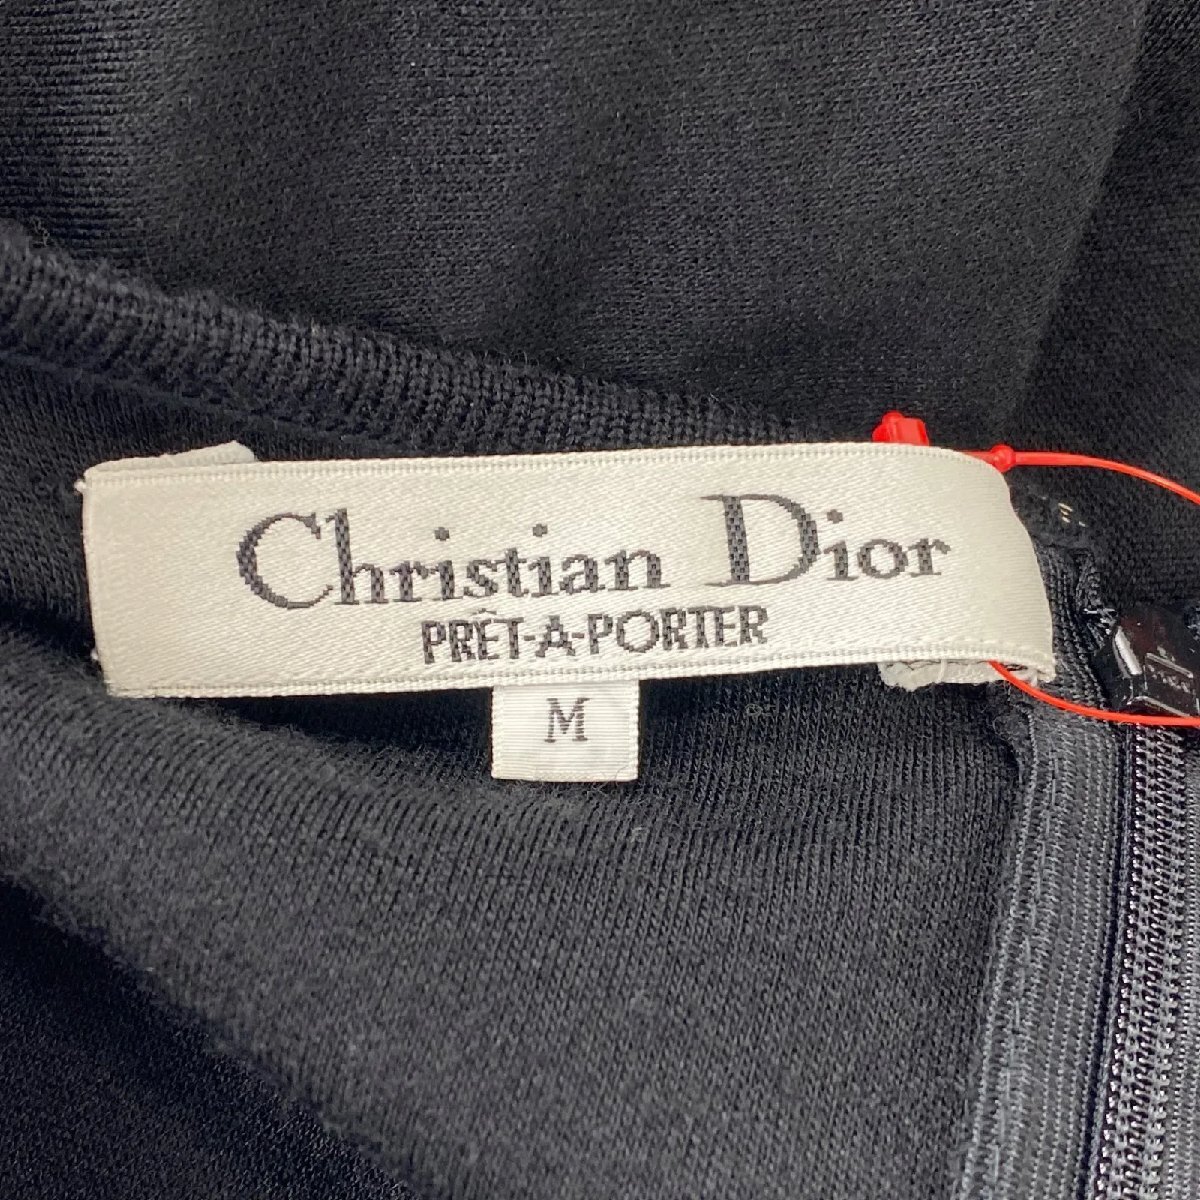 Christian Dior
PRÊT-A-PORTER
M